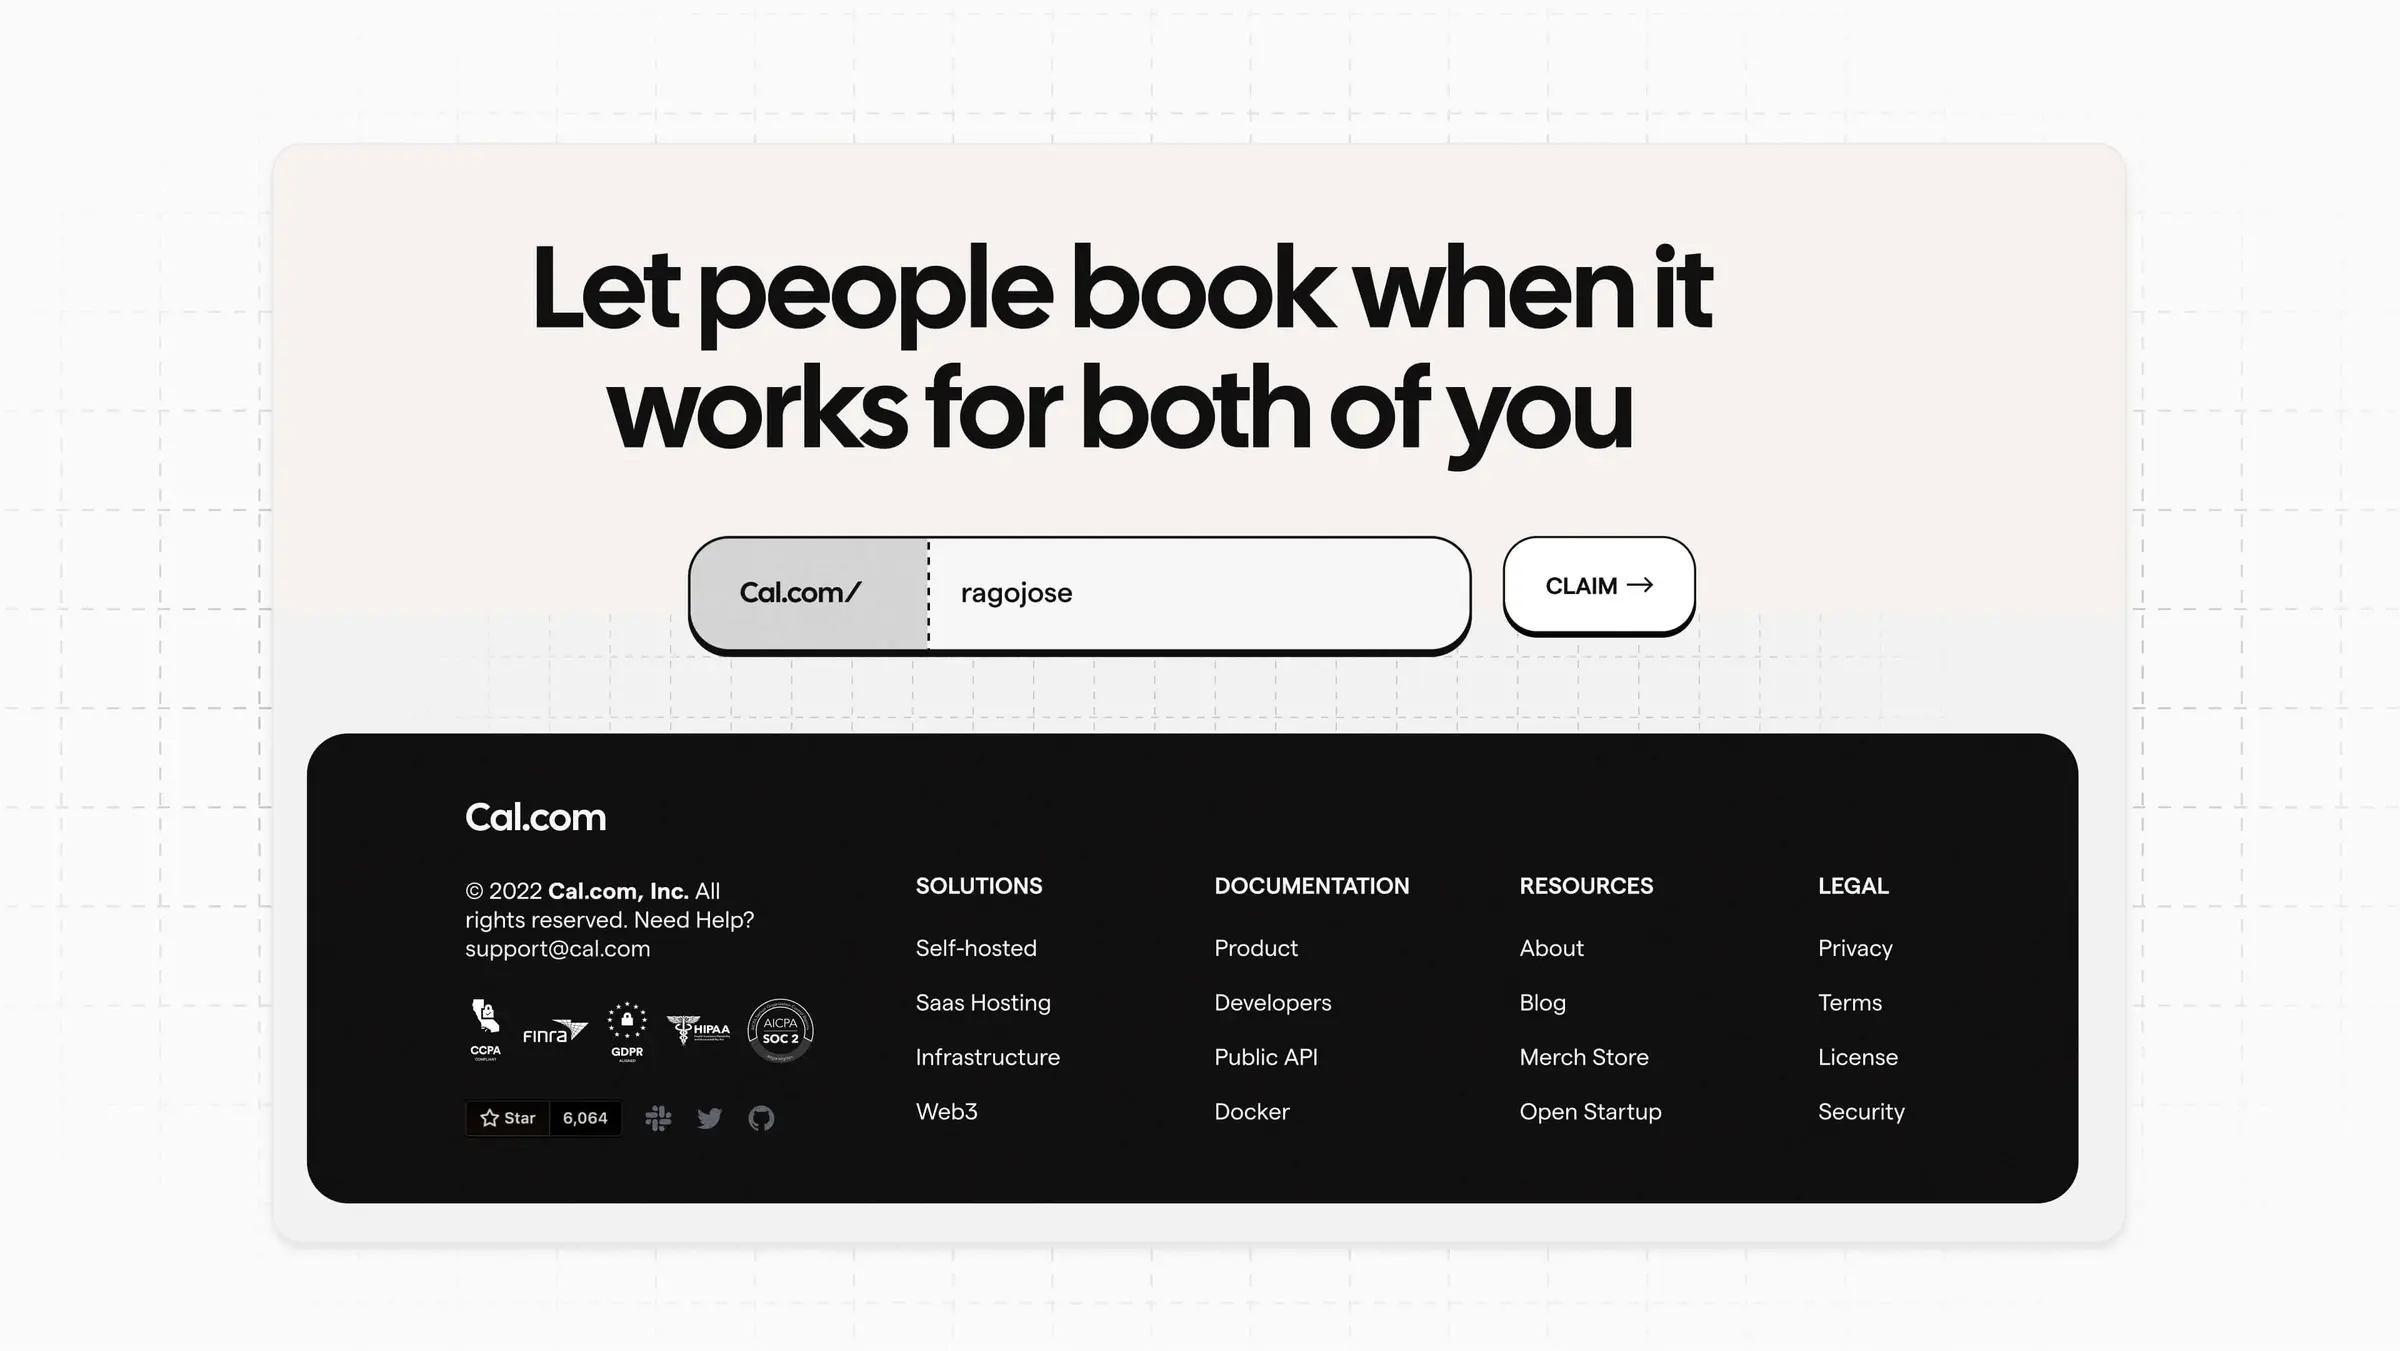 Let people book when it
works for both of you
Cal.com/
ragojose
CLAIM →
Cal.com
© 2022 Cal.com, Inc. All
rights reserved. Need Help?
support@cal.com
CCPA
COMPLIANT
FINRA
GDPR
ALIGNED
HIPAA
AICPA
SOC 2
Star
6,064
SOLUTIONS
Self-hosted
Saas Hosting
Infrastructure
Web3
DOCUMENTATION
Product
Developers
Public API
Docker
RESOURCES
About
Blog
Merch Store
Open Startup
LEGAL
Privacy
Terms
License
Security